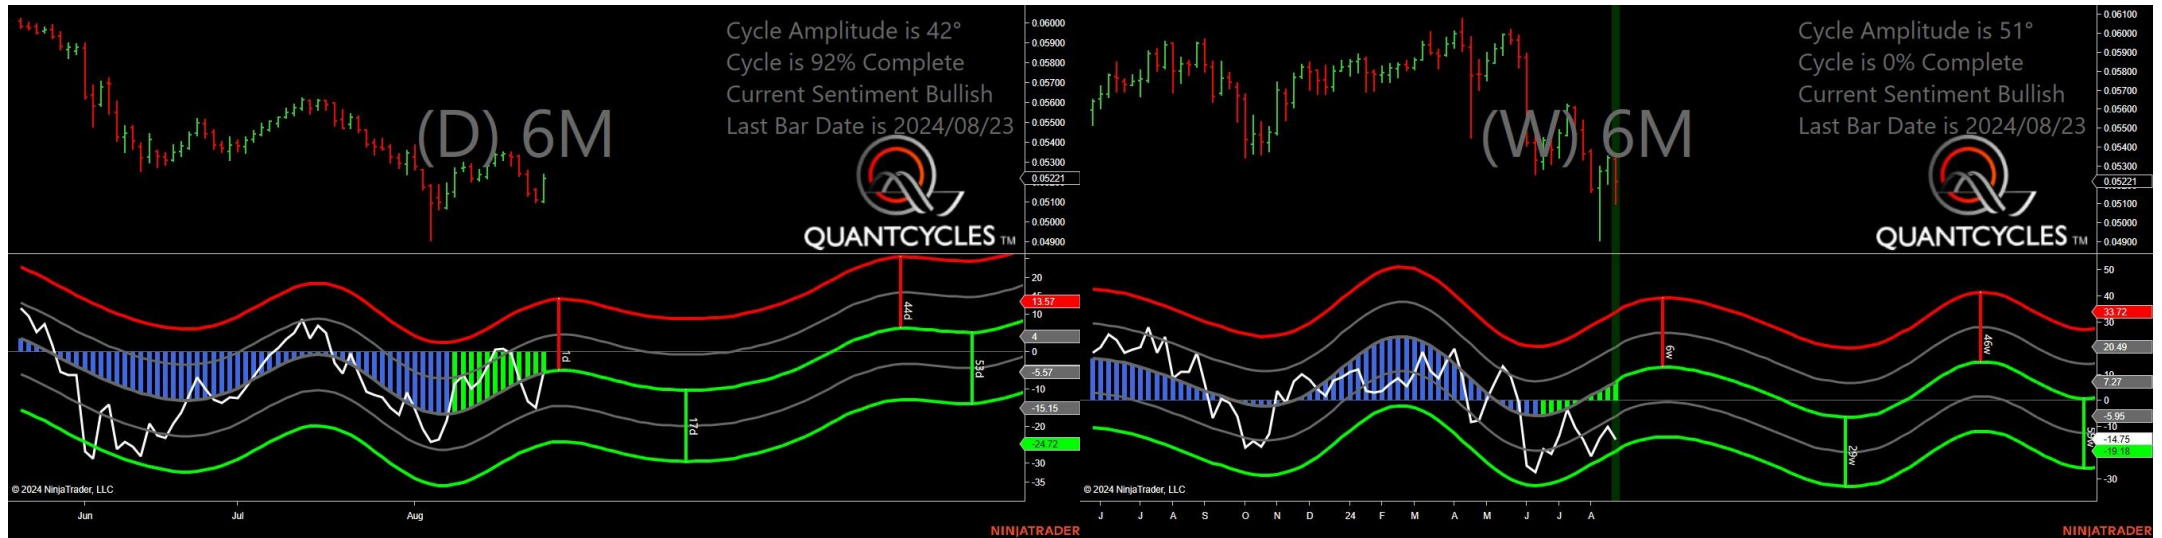 Cycle Amplitude is 42°
Cycle is 92% Complete
Current Sentiment Bullish
Last Bar Date is 2024/08/23
(D) 6M
QUANTCYCLES TM
0.06000
0.05900
0.05800
0.05700
0.05600
0.05500
0.05400
0.05300
0.05221
0.05100
0.05000
0.04900
20
13.57
10
4
0
-5.57
-10
-15.15
-20
-24.72
-30
-35
1d
17d
44d
53d
© 2024 NinjaTrader, LLC
Jun Jul Aug
NINJATRADER
Cycle Amplitude is 51°
Cycle is 0% Complete
Current Sentiment Bullish
Last Bar Date is 2024/08/23
(W) 6M
QUANTCYCLES TM
0.06100
0.06000
0.05900
0.05800
0.05700
0.05600
0.05500
0.05400
0.05300
0.05221
0.05100
0.05000
0.04900
50
40
33.72
30
20.49
10
7.27
0
-5.95
-10
-14.75
-19.18
-30
6w
29w
46w
59w
© 2024 NinjaTrader, LLC
J J A S O N D 24 F M A M J J A
NINJATRADER